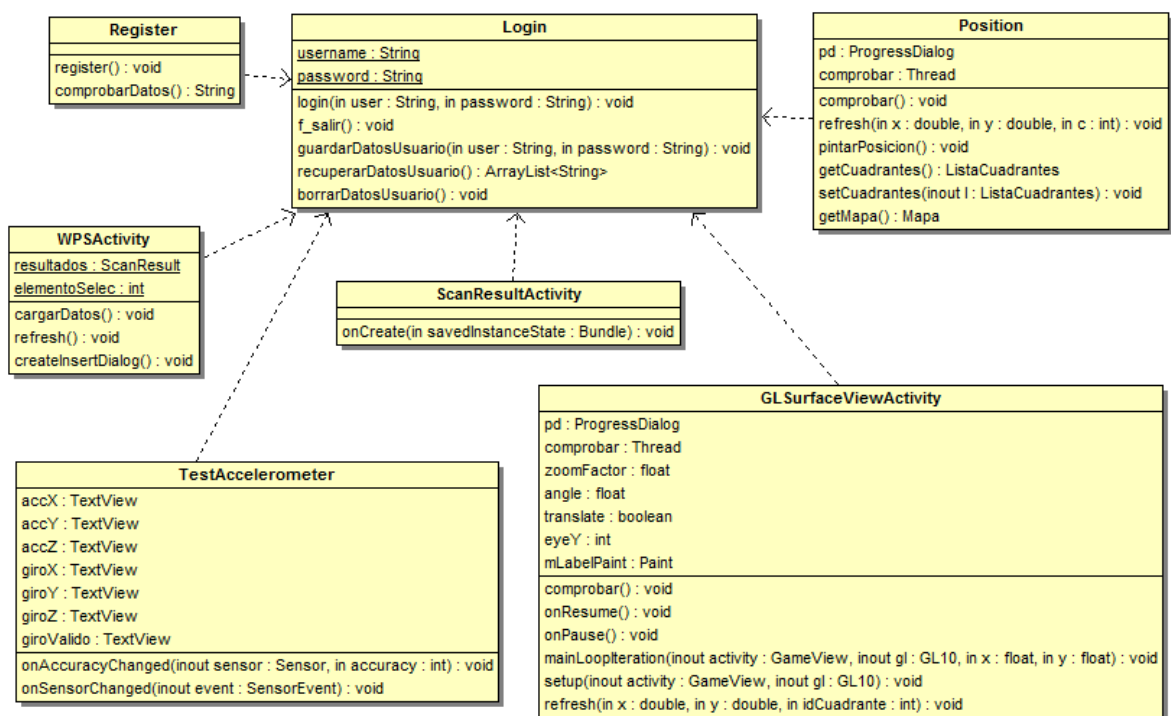 Register
register() : void
comprobarDatos() : String
Login
username : String
password : String
login(in user : String, in password : String) : void
f_salir() : void
guardarDatosUsuario(in user : String, in password : String) : void
recuperarDatosUsuario() : ArrayList<String>
borrarDatosUsuario() : void
Position
pd : ProgressDialog
comprobar : Thread
comprobar() : void
refresh(in x : double, in y : double, in c : int) : void
pintarPosicion() : void
getCuadrantes() : ListaCuadrantes
setCuadrantes(inout l : ListaCuadrantes) : void
getMapa() : Mapa
WPSActivity
resultados : ScanResult
elementoSelec : int
cargarDatos() : void
refresh() : void
createInsertDialog() : void
ScanResultActivity
onCreate(in savedInstanceState : Bundle) : void
TestAccelerometer
accX : TextView
accY : TextView
accZ : TextView
giroX : TextView
giroY : TextView
giroZ : TextView
giroValido : TextView
onAccuracyChanged(inout sensor : Sensor, in accuracy : int) : void
onSensorChanged(inout event : SensorEvent) : void
GLSurfaceViewActivity
pd : ProgressDialog
comprobar : Thread
zoomFactor : float
angle : float
translate : boolean
eyeY : int
mLabelPaint : Paint
comprobar() : void
onResume() : void
onPause() : void
mainLoopIteration(inout activity : GameView, inout gl : GL10, in x : float, in y : float) : void
setup(inout activity : GameView, inout gl : GL10) : void
refresh(in x : double, in y : double, in idCuadrante : int) : void